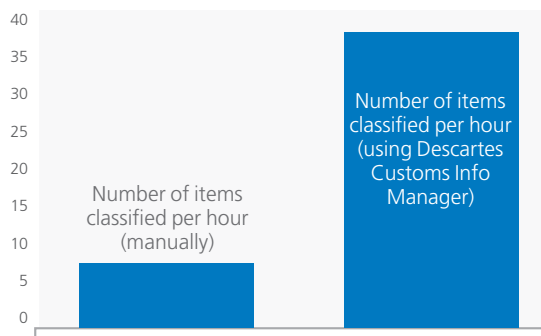 40
35
30
25
20
15
10
5
0
Number of items
classified per hour
(manually)
Number of items
classified per hour
(using Descartes
Customs Info
Manager)